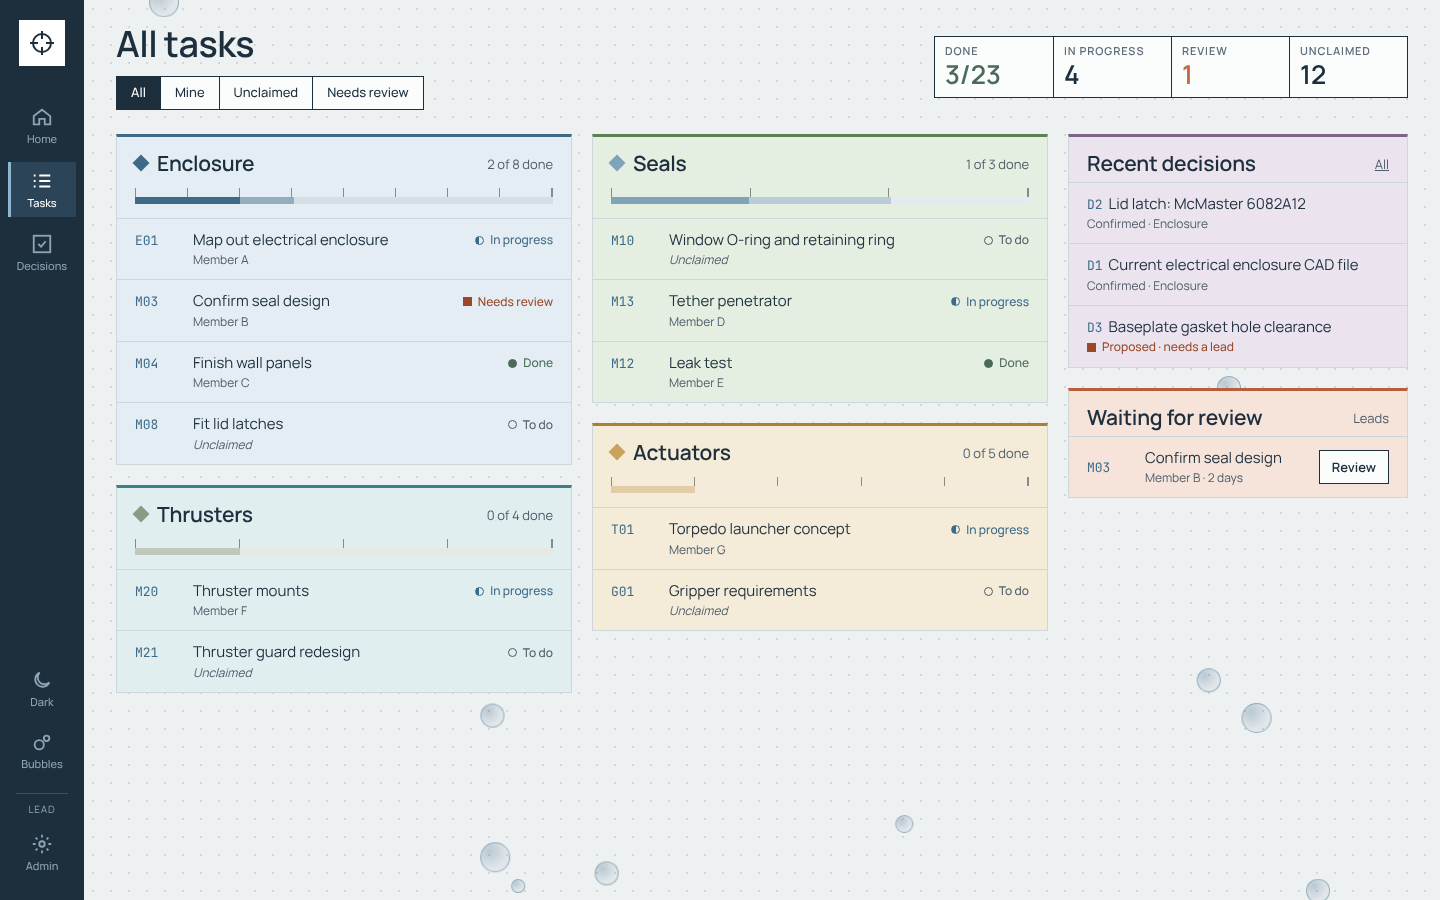 Home
Tasks
Decisions
Dark
Bubbles
LEAD
Admin
All tasks
All Mine Unclaimed Needs review
DONE IN PROGRESS REVIEW UNCLAIMED
3/23 4 1 12
Enclosure 2 of 8 done
E01 Map out electrical enclosure In progress
Member A
M03 Confirm seal design Needs review
Member B
M04 Finish wall panels Done
Member C
M08 Fit lid latches To do
Unclaimed
Thrusters 0 of 4 done
M20 Thruster mounts In progress
Member F
M21 Thruster guard redesign To do
Unclaimed
Seals 1 of 3 done
M10 Window O-ring and retaining ring To do
Unclaimed
M13 Tether penetrator In progress
Member D
M12 Leak test Done
Member E
Actuators 0 of 5 done
T01 Torpedo launcher concept In progress
Member G
G01 Gripper requirements To do
Unclaimed
Recent decisions All
D2 Lid latch: McMaster 6082A12
Confirmed · Enclosure
D1 Current electrical enclosure CAD file
Confirmed · Enclosure
D3 Baseplate gasket hole clearance
Proposed · needs a lead
Waiting for review Leads
M03 Confirm seal design Review
Member B · 2 days